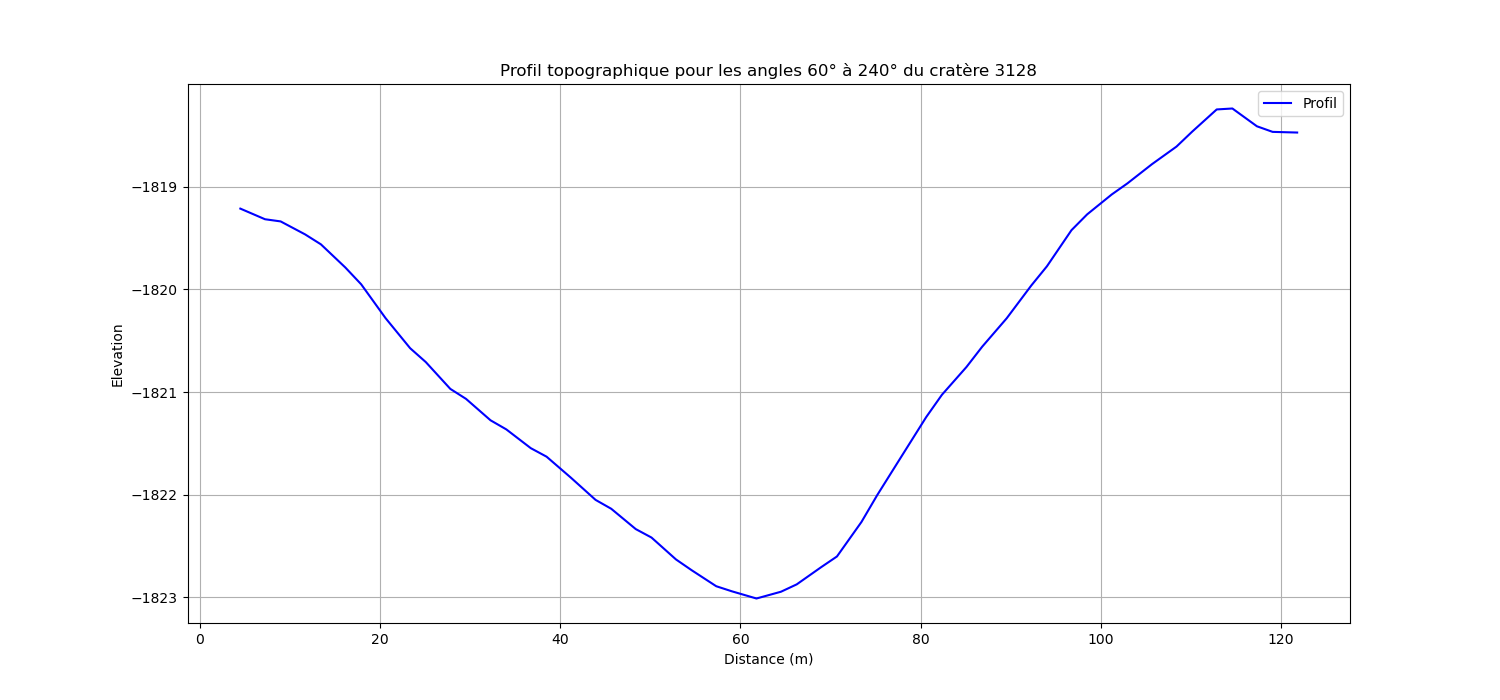 Profil topographique pour les angles 60° à 240° du cratère 3128
Profil
−1819
−1820
−1821
−1822
−1823
Elevation
0 20 40 60 80 100 120
Distance (m)